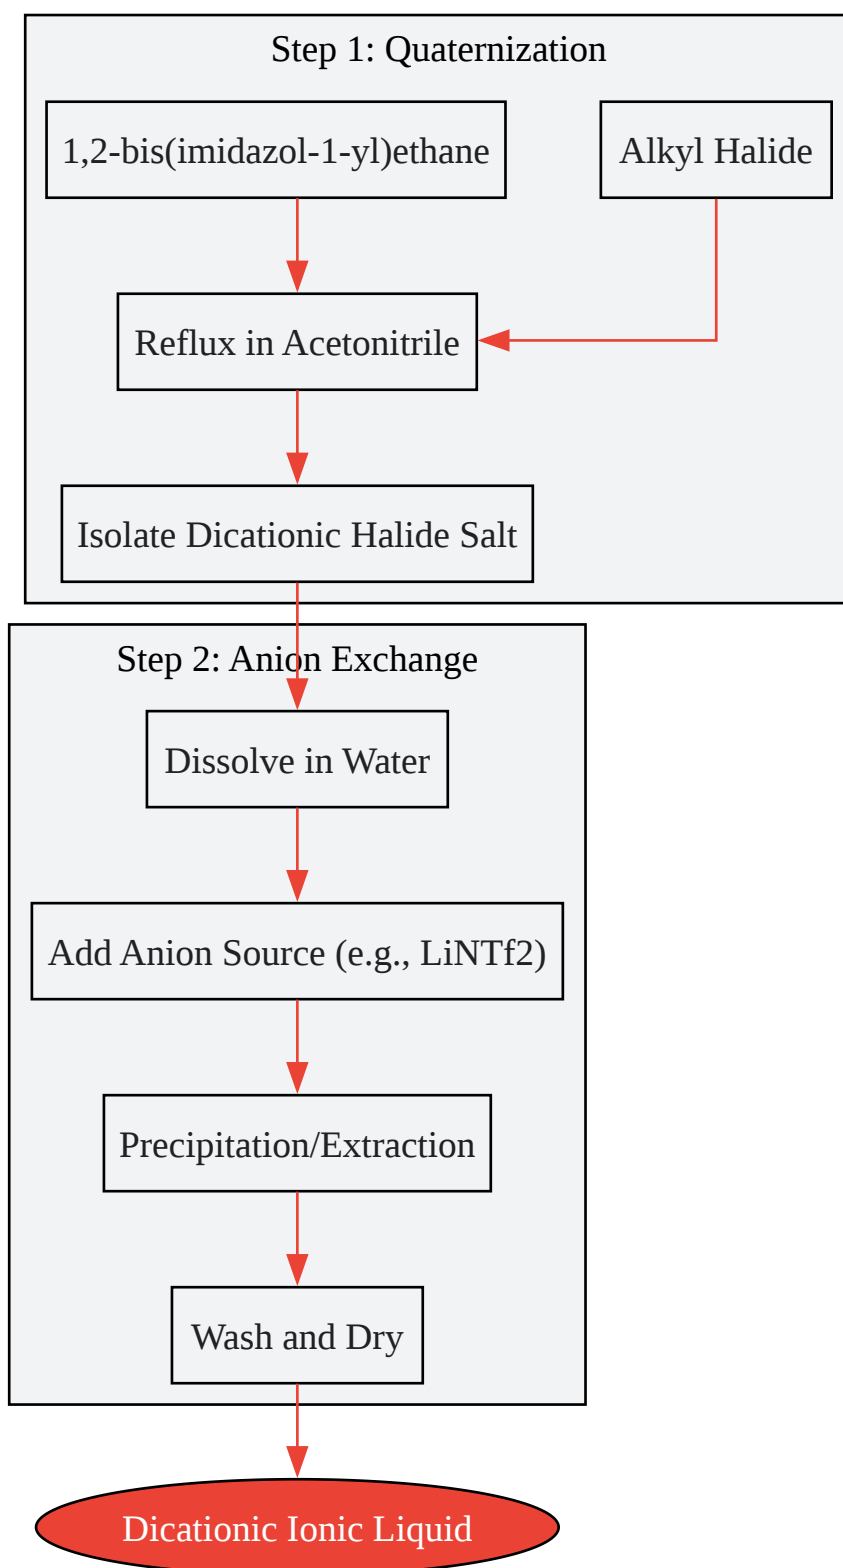 Step 1: Quaternization
1,2-bis(imidazol-1-yl)ethane
Alkyl Halide
Reflux in Acetonitrile
Isolate Dicationic Halide Salt
Step 2: Anion Exchange
Dissolve in Water
Add Anion Source (e.g., LiNTf2)
Precipitation/Extraction
Wash and Dry
Dicationic Ionic Liquid